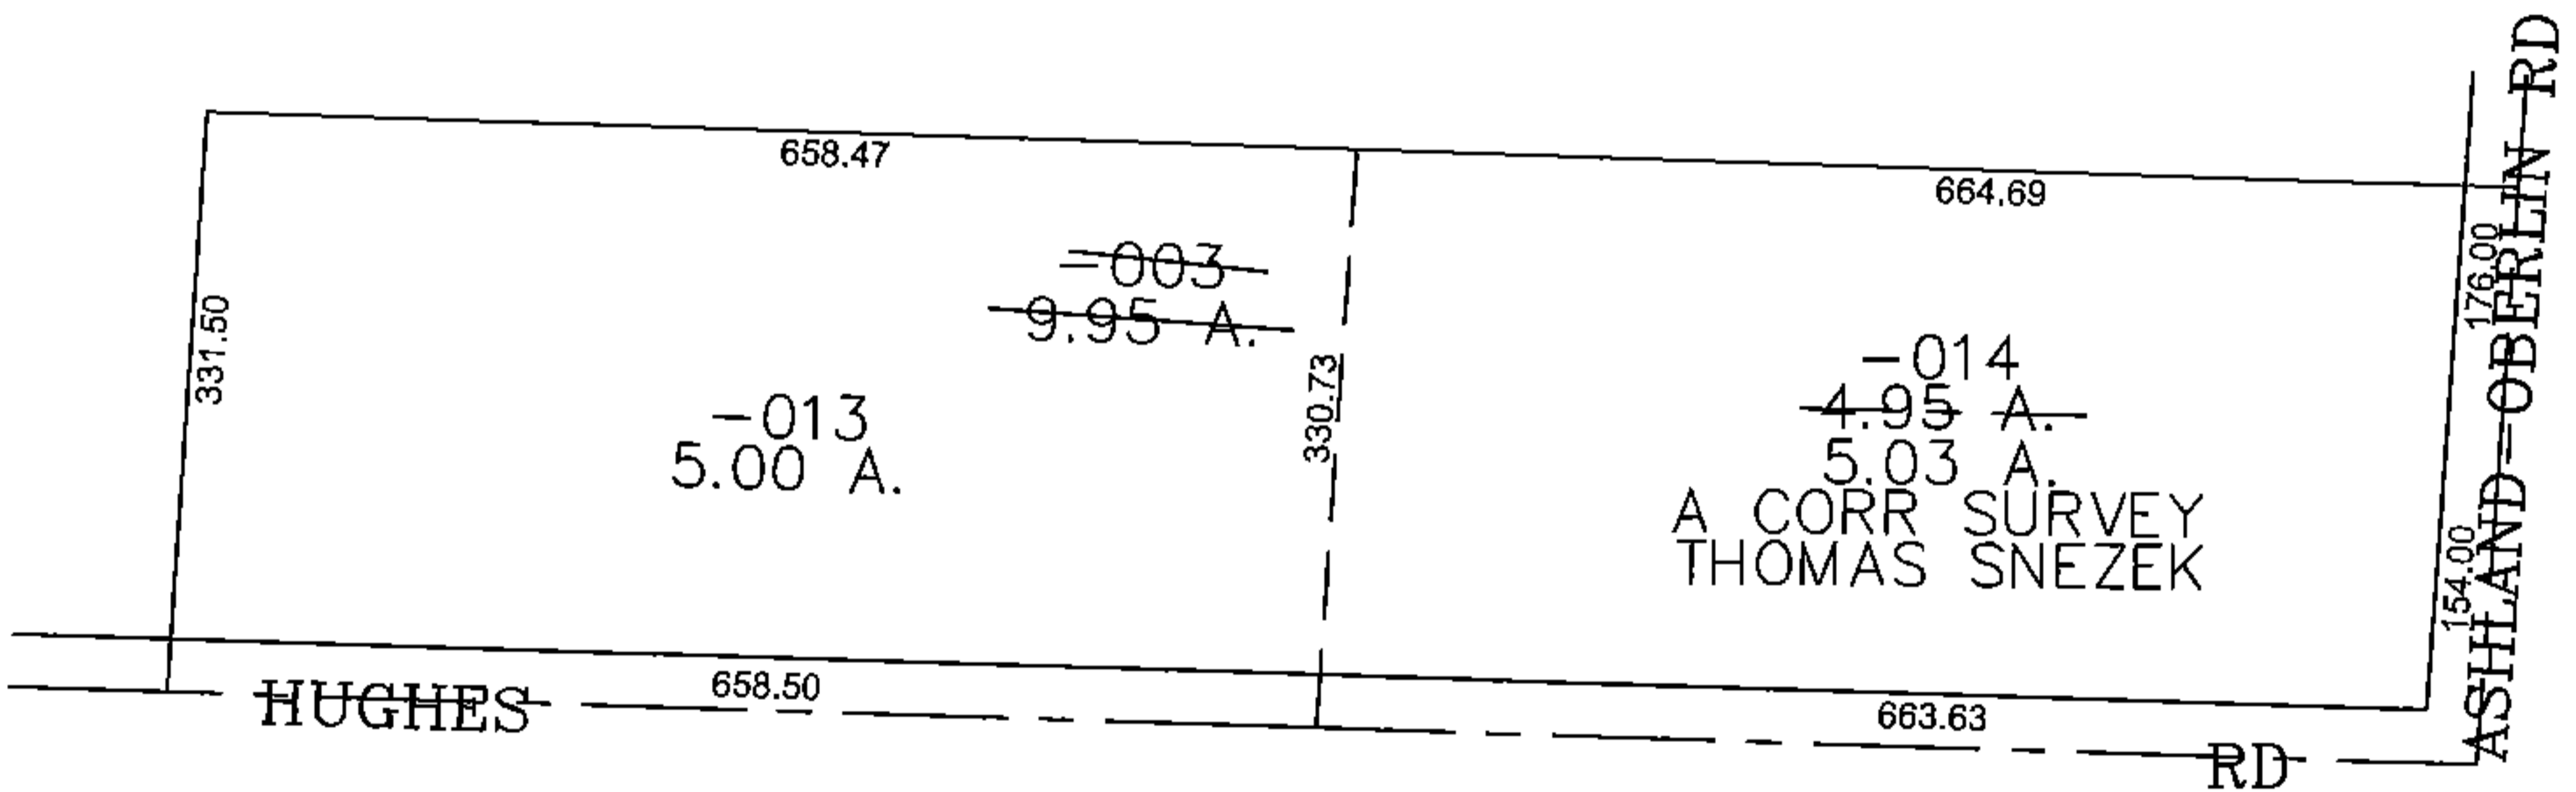 658.47
664.69
-003
9.95 A.
331.50
330.73
-013
5.00 A.
-014
4.95 A.
5.03 A.
A CORR SURVEY
THOMAS SNEZEK
176.00
154.00
ASHLAND-OBERLIN RD
658.50
663.63
HUGHES RD